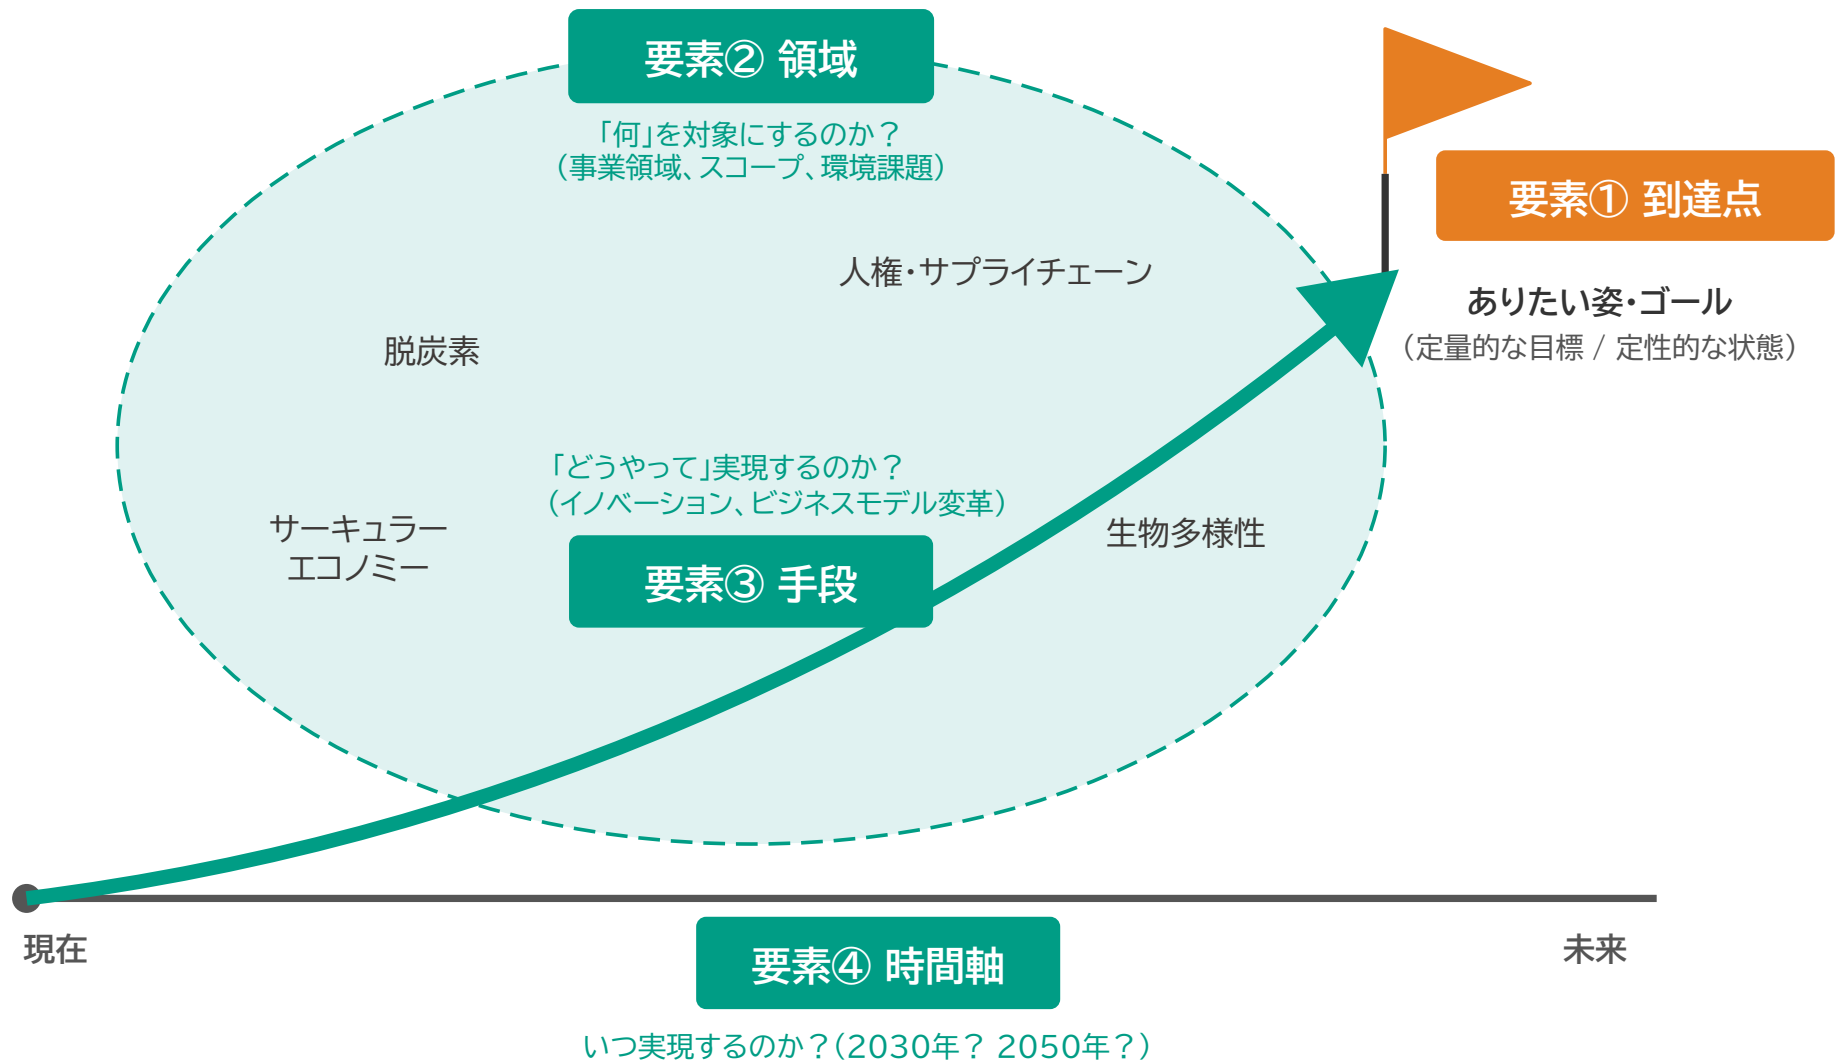 要素② 領域
「何」を対象にするのか？
（事業領域、スコープ、環境課題）
要素① 到達点
ありたい姿・ゴール
（定量的な目標 / 定性的な状態）
人権・サプライチェーン
脱炭素
「どうやって」実現するのか？
（イノベーション、ビジネスモデル変革）
サーキュラー
エコノミー
生物多様性
要素③ 手段
現在
未来
要素④ 時間軸
いつ実現するのか？（2030年？ 2050年？）